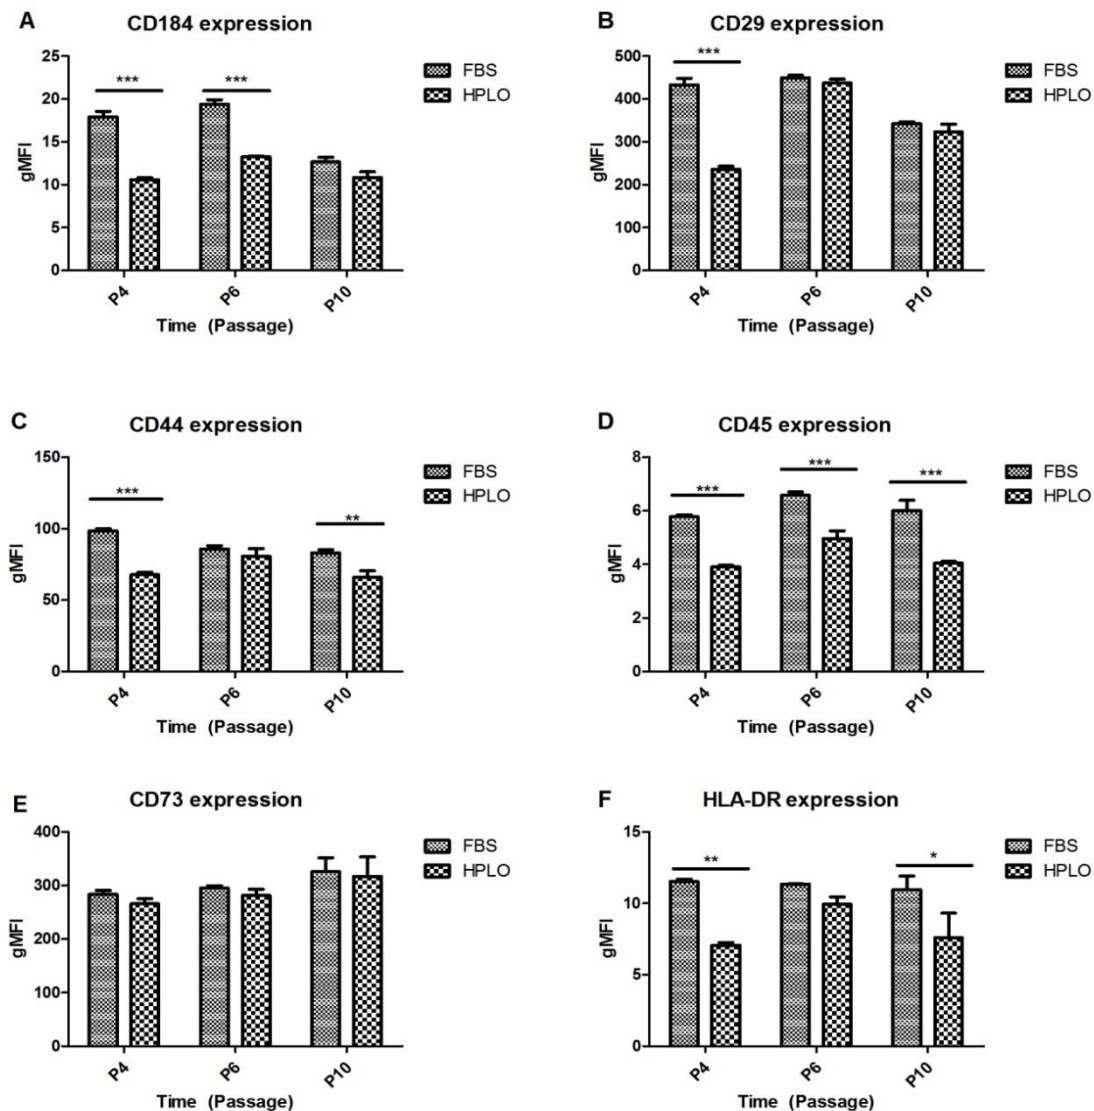 A
CD184 expression
25
20
15
10
5
0
gMFI
***
***
FBS
HPLO
P4
P6
P10
Time (Passage)
B
CD29 expression
500
400
300
200
100
0
gMFI
***
FBS
HPLO
P4
P6
P10
Time (Passage)
C
CD44 expression
150
100
50
0
gMFI
***
**
FBS
HPLO
P4
P6
P10
Time (Passage)
D
CD45 expression
8
6
4
2
0
gMFI
***
***
***
FBS
HPLO
P4
P6
P10
Time (Passage)
E
CD73 expression
400
300
200
100
0
gMFI
FBS
HPLO
P4
P6
P10
Time (Passage)
F
HLA-DR expression
15
10
5
0
gMFI
**
*
FBS
HPLO
P4
P6
P10
Time (Passage)